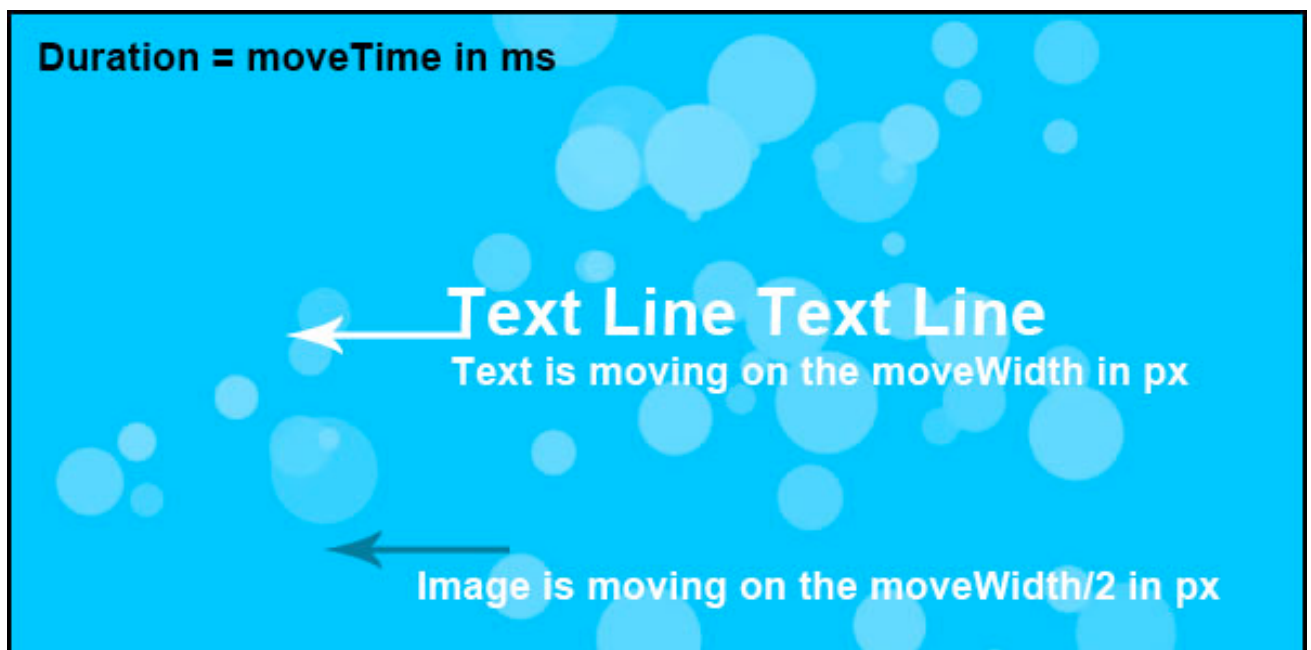 Duration = moveTime in ms
Text Line Text Line
Text is moving on the moveWidth in px
Image is moving on the moveWidth/2 in px